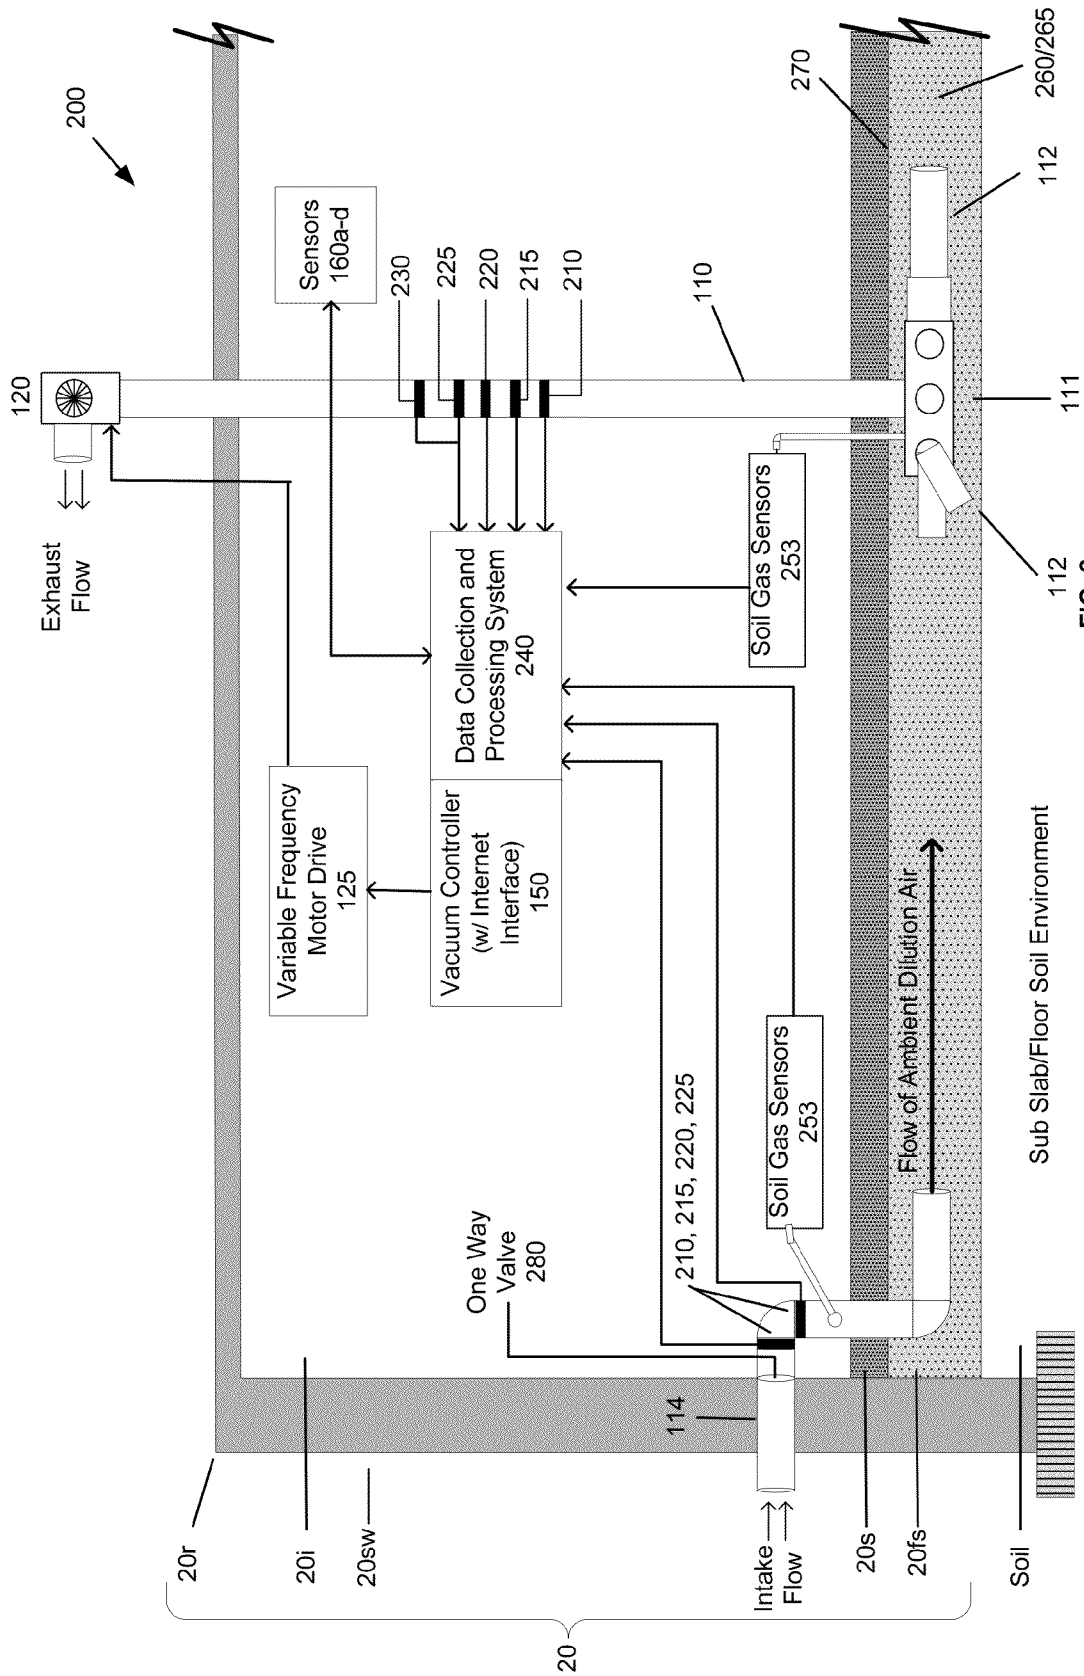 200
120
Exhaust
Flow
20r
20i
20sw
20
Variable Frequency
Motor Drive
125
Sensors
160a-d
230
225
220
215
210
Vacuum Controller
(w/ Internet
Interface)
150
Data Collection and
Processing System
240
One Way
Valve
280
210, 215, 220, 225
114
Intake
Flow
Soil Gas Sensors
253
Soil Gas Sensors
253
110
270
20s
20fs
Flow of Ambient Dilution Air
260/265
112
111
112
Soil
Sub Slab/Floor Soil Environment